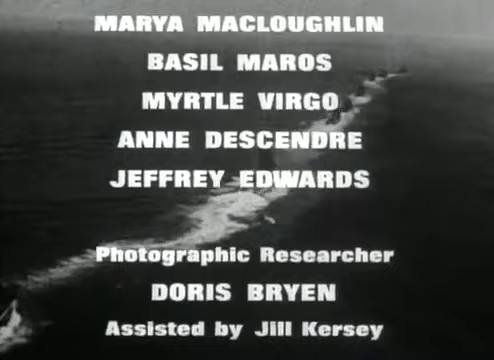 MARYA MACLOUGHLIN
BASIL MAROS
MYRTLE VIRGO
ANNE DESCENDRE
JEFFREY EDWARDS
Photographic Researcher
DORIS BRYEN
Assisted by Jill Kersey